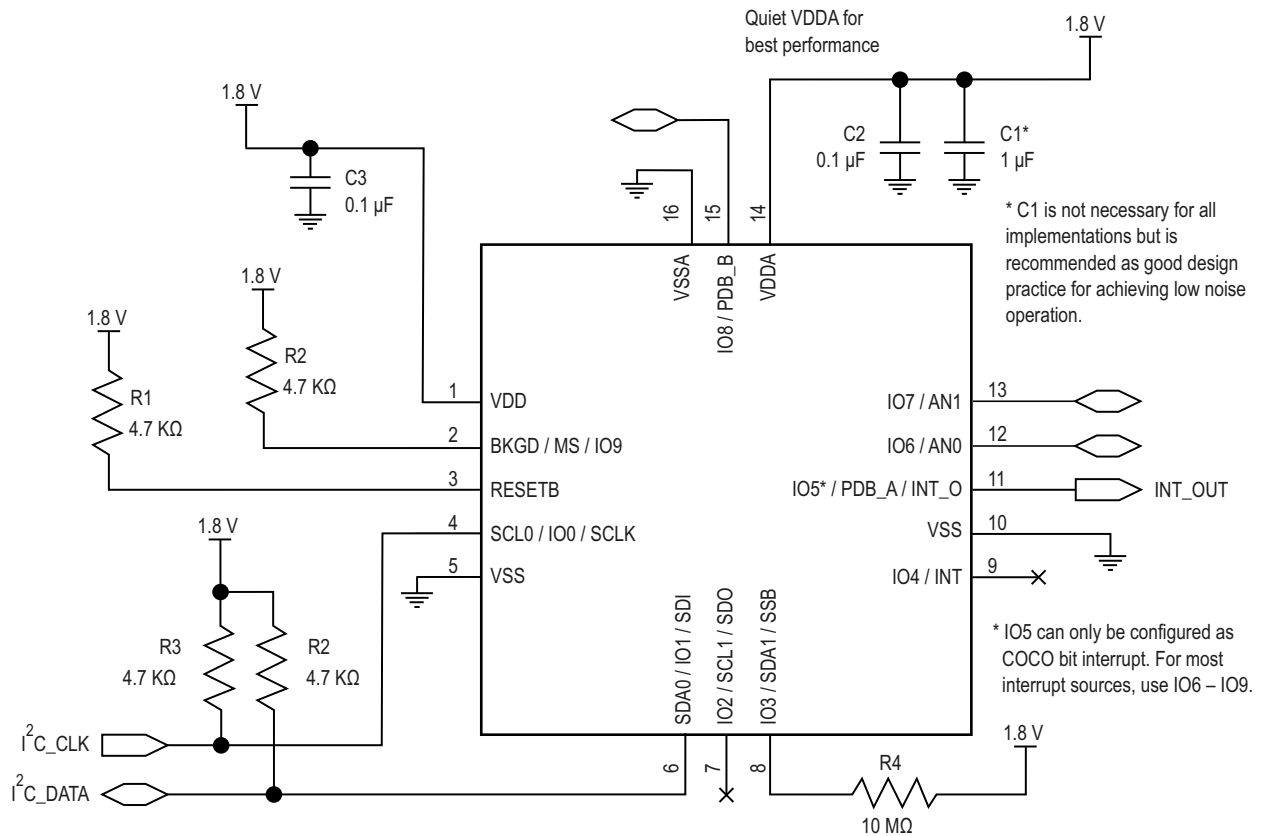 Quiet VDDA for
best performance
1.8 V
1.8 V
C3
0.1 µF
C2
0.1 µF
C1*
1 µF
* C1 is not necessary for all
implementations but is
recommended as good design
practice for achieving low noise
operation.
16
15
14
VSSA
IO8 / PDB_B
VDDA
1.8 V
R2
4.7 KΩ
1.8 V
R1
4.7 KΩ
1
VDD
2
BKGD / MS / IO9
3
RESETB
4
SCL0 / IO0 / SCLK
5
VSS
IO7 / AN1
13
IO6 / AN0
12
IO5* / PDB_A / INT_O
11
INT_OUT
VSS
10
IO4 / INT
9
* IO5 can only be configured as
COCO bit interrupt. For most
interrupt sources, use IO6 – IO9.
1.8 V
R3
4.7 KΩ
R2
4.7 KΩ
I²C_CLK
I²C_DATA
SDA0 / IO1 / SDI
IO2 / SCL1 / SDO
IO3 / SDA1 / SSB
6
7
8
1.8 V
R4
10 MΩ